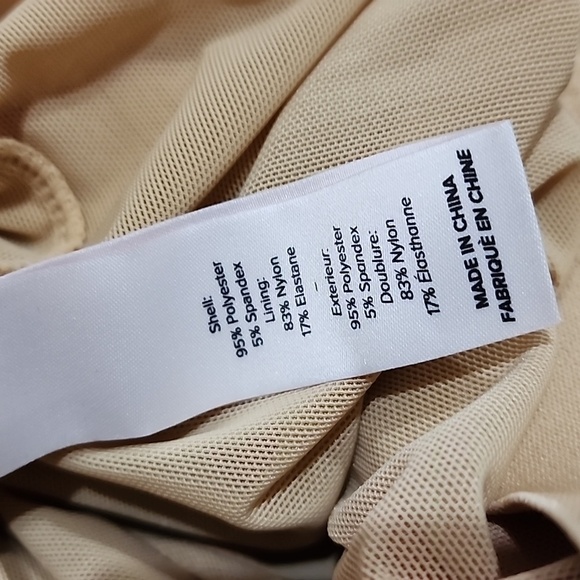 Shell:
95% Polyester
5% Spandex
Lining:
83% Nylon
17% Elastane
-
Exterieur:
95% Polyester
5% Spandex
Doublure:
83% Nylon
17% Élasthanne
MADE IN CHINA
FABRIQUÉ EN CHINE